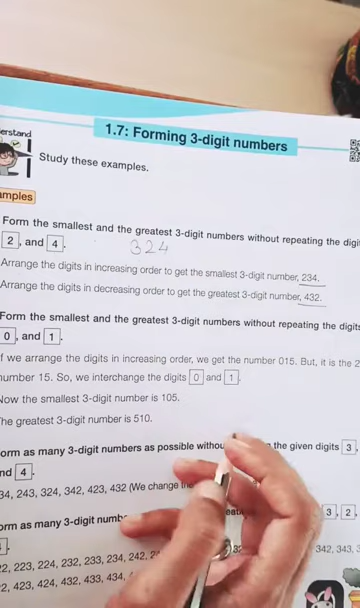 erstand
1.7: Forming 3-digit numbers
Study these examples.
amples
Form the smallest and the greatest 3-digit numbers without repeating the digi
2, and 4. 324
Arrange the digits in increasing order to get the smallest 3-digit number, 234.
Arrange the digits in decreasing order to get the greatest 3-digit number, 432.
Form the smallest and the greatest 3-digit numbers without repeating the digits
0, and 1.
f we arrange the digits in increasing order, we get the number 015. But, it is the 2
number 15. So, we interchange the digits 0 and 1.
Now the smallest 3-digit number is 105.
he greatest 3-digit number is 510.
orm as many 3-digit numbers as possible withou the given digits 3,
nd 4.
34, 243, 324, 342, 423, 432 (We change the
orm as many 3-digit numb eati 3, 2,
22, 223, 224, 232, 233, 234, 242, 342, 343, 3
2, 423, 424, 432, 433, 434,